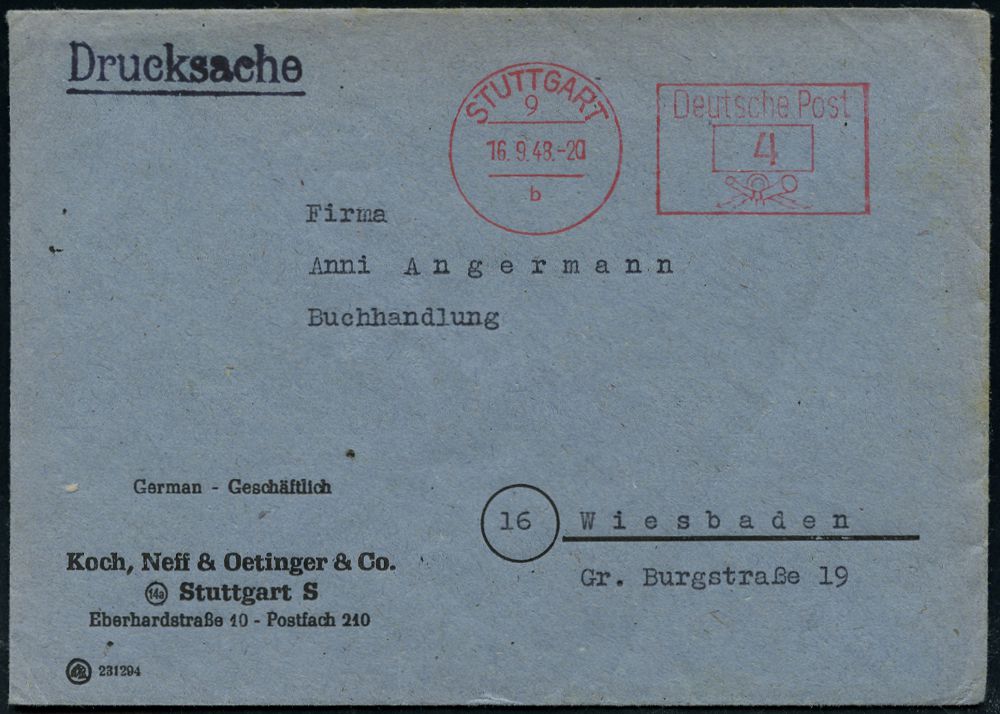 Drucksache
STUTTGART
9
16.9.48.-20
b
Deutsche Post
4
Firma
Anni Angermann
Buchhandlung
German - Geschäftlich
16 Wiesbaden
Gr. Burgstraße 19
Koch, Neff & Oetinger & Co.
14a Stuttgart S
Eberhardstraße 10 - Postfach 210
231294